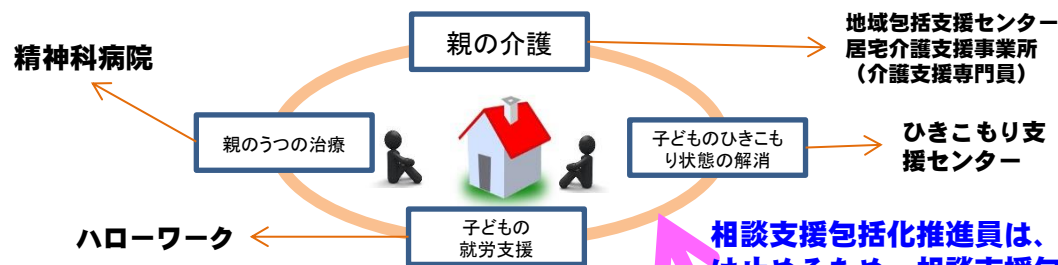 親の介護
地域包括支援センター
居宅介護支援事業所
（介護支援専門員）
精神科病院
親のうつの治療
子どものひきこも
り状態の解消
ひきこもり支
援センター
ハローワーク
子どもの
就労支援
相談支援包括化推進員は、